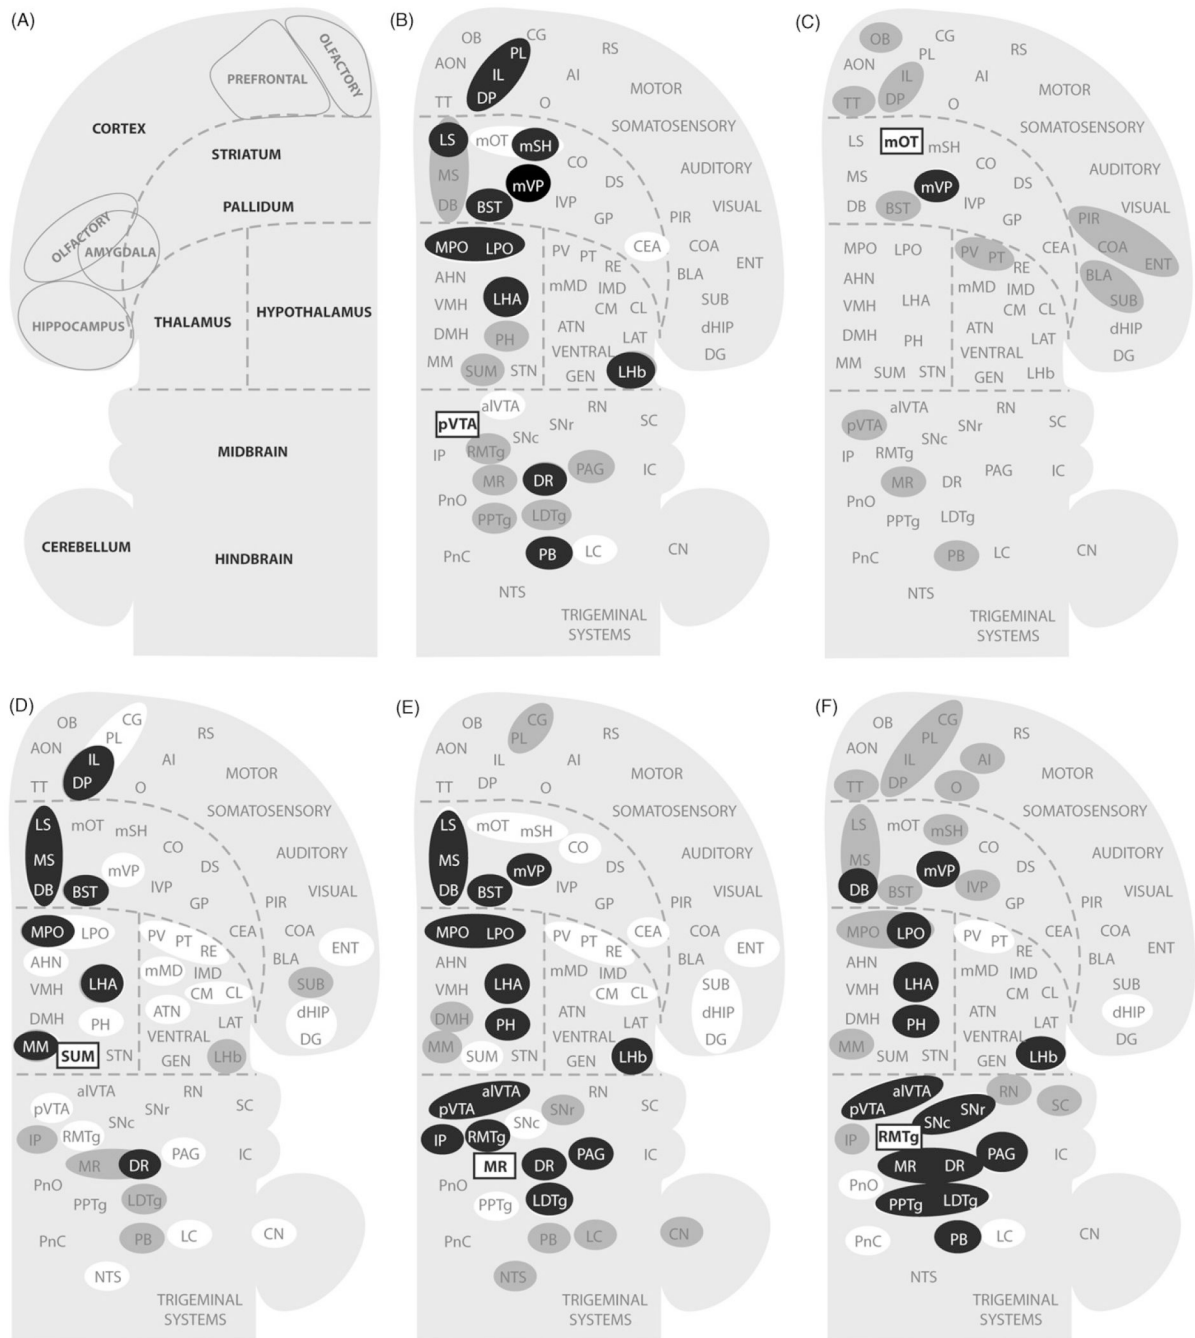 (A)
OLFACTORY
PREFRONTAL
CORTEX
STRIATUM
PALLIDUM
OLFACTORY
AMYGDALA
HIPPOCAMPUS
THALAMUS
HYPOTHALAMUS
MIDBRAIN
CEREBELLUM
HINDBRAIN
(B)
OB
CG
PL
RS
AON
IL
AI
DP
MOTOR
TT
O
SOMATOSENSORY
LS
mOT
mSH
CO
AUDITORY
MS
mVP
DS
DB
BST
IVP
VISUAL
GP
PIR
MPO
LPO
PV
PT
CEA
COA
RE
ENT
AHN
mMD
IMD
BLA
VMH
LHA
CM
CL
SUB
DMH
PH
ATN
LAT
dHIP
MM
SUM
STN
VENTRAL
GEN
LHb
DG
alVTA
RN
pVTA
SNr
SC
SNc
IP
RMTg
PAG
IC
MR
DR
PnO
PPTg
LDTg
PnC
PB
LC
CN
NTS
TRIGEMINAL
SYSTEMS
(C)
OB
CG
PL
RS
AON
IL
AI
DP
MOTOR
TT
O
SOMATOSENSORY
LS
mOT
mSH
CO
AUDITORY
MS
mVP
DS
DB
BST
IVP
VISUAL
GP
PIR
MPO
LPO
PV
PT
CEA
COA
RE
ENT
AHN
mMD
IMD
BLA
VMH
LHA
CM
CL
SUB
DMH
PH
ATN
LAT
dHIP
MM
SUM
STN
VENTRAL
GEN
LHb
DG
alVTA
RN
pVTA
SNr
SC
SNc
IP
RMTg
PAG
IC
MR
DR
PnO
PPTg
LDTg
PnC
PB
LC
CN
NTS
TRIGEMINAL
SYSTEMS
(D)
OB
CG
PL
RS
AON
IL
AI
DP
MOTOR
TT
O
SOMATOSENSORY
LS
mOT
mSH
CO
AUDITORY
MS
mVP
DS
DB
BST
IVP
VISUAL
GP
PIR
MPO
LPO
PV
PT
CEA
COA
RE
ENT
AHN
mMD
IMD
BLA
VMH
LHA
CM
CL
SUB
DMH
PH
ATN
LAT
dHIP
MM
SUM
STN
VENTRAL
GEN
LHb
DG
alVTA
RN
pVTA
SNr
SC
SNc
IP
RMTg
PAG
IC
MR
DR
PnO
PPTg
LDTg
PnC
PB
LC
CN
NTS
TRIGEMINAL
SYSTEMS
(E)
OB
CG
PL
RS
AON
IL
AI
DP
MOTOR
TT
O
SOMATOSENSORY
LS
mOT
mSH
CO
AUDITORY
MS
mVP
DS
DB
BST
IVP
VISUAL
GP
PIR
MPO
LPO
PV
PT
CEA
COA
RE
ENT
AHN
mMD
IMD
BLA
VMH
LHA
CM
CL
SUB
DMH
PH
ATN
LAT
dHIP
MM
SUM
STN
VENTRAL
GEN
LHb
DG
alVTA
RN
pVTA
SNr
SC
SNc
IP
RMTg
PAG
IC
MR
DR
PnO
PPTg
LDTg
PnC
PB
LC
CN
NTS
TRIGEMINAL
SYSTEMS
(F)
OB
CG
PL
RS
AON
IL
AI
DP
MOTOR
TT
O
SOMATOSENSORY
LS
mOT
mSH
CO
AUDITORY
MS
mVP
DS
DB
BST
IVP
VISUAL
GP
PIR
MPO
LPO
PV
PT
CEA
COA
RE
ENT
AHN
mMD
IMD
BLA
VMH
LHA
CM
CL
SUB
DMH
PH
ATN
LAT
dHIP
MM
SUM
STN
VENTRAL
GEN
LHb
DG
alVTA
RN
pVTA
SNr
SC
SNc
IP
RMTg
PAG
IC
MR
DR
PnO
PPTg
LDTg
PnC
PB
LC
CN
NTS
TRIGEMINAL
SYSTEMS